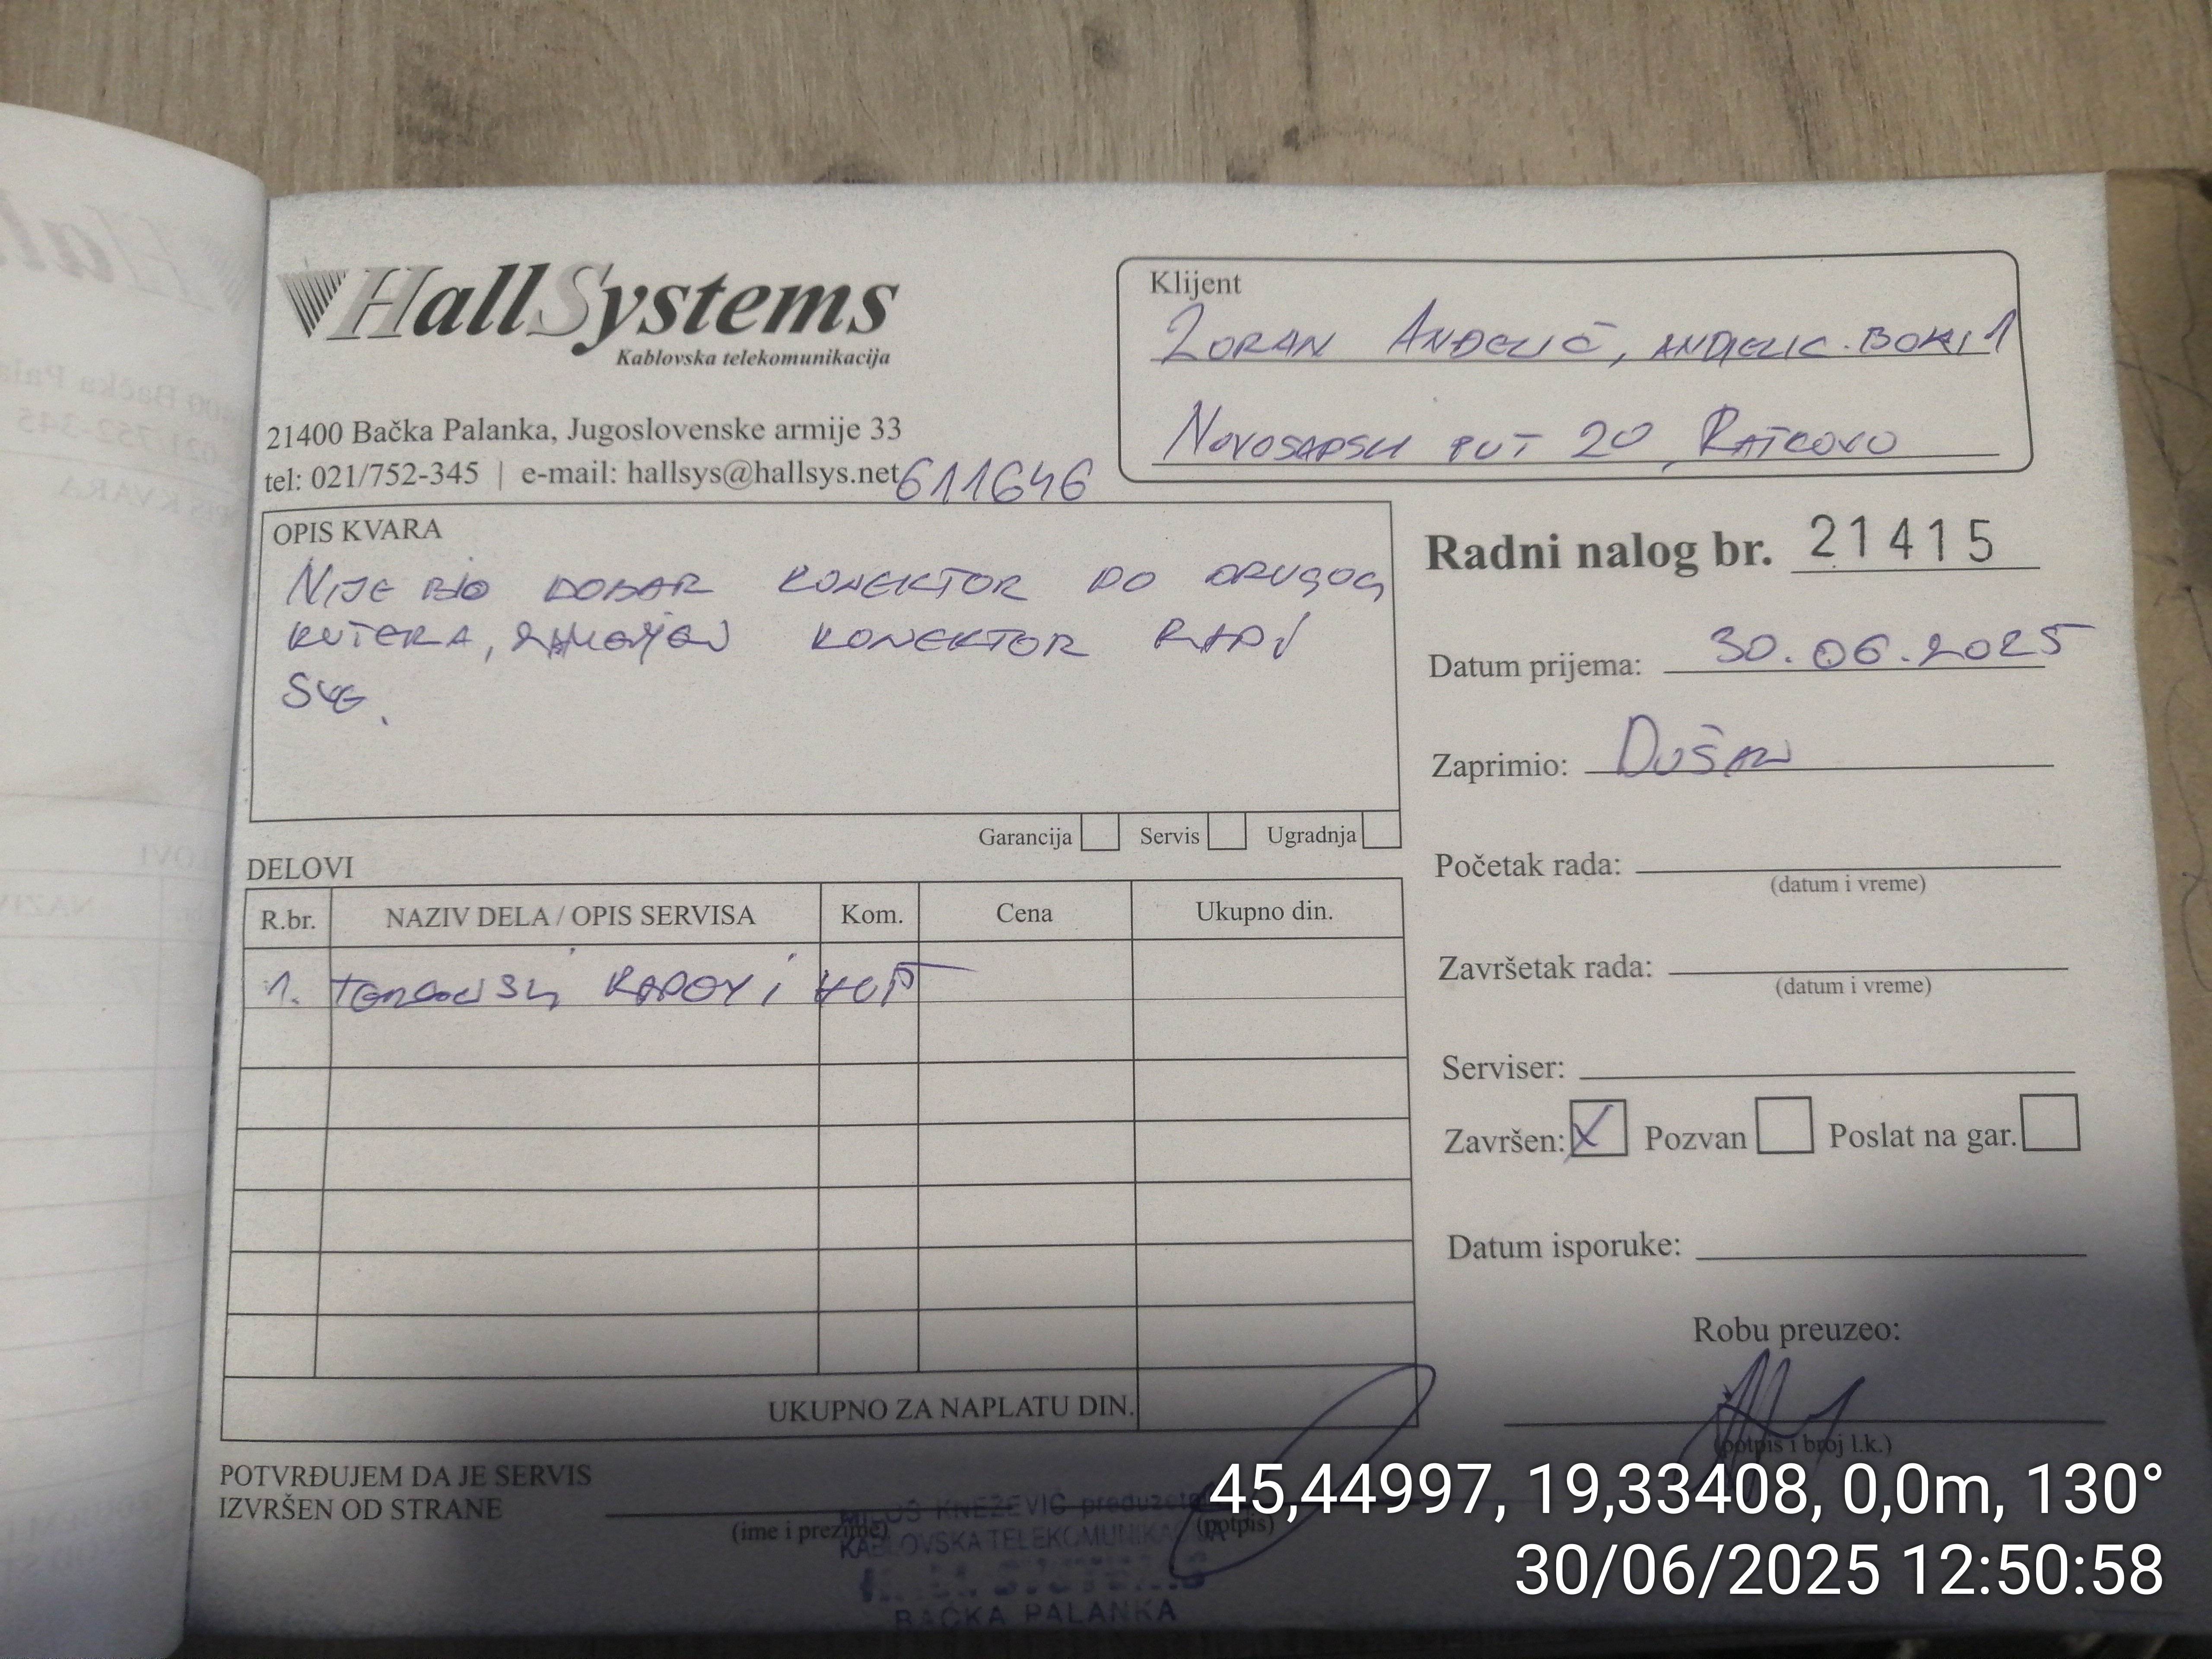 HallSystems
Kablovska telekomunikacija
21400 Bačka Palanka, Jugoslovenske armije 33
tel: 021/752-345 | e-mail: hallsys@hallsys.net
611646
Klijent
ZORAN ANĐELIĆ, ANDJELIC.BOKI1
NOVOSADSKI PUT 20, RATKOVO
OPIS KVARA
NIJE BIO DOBAR KONEKTOR DO DRUGOG
RUTERA, ZAMENJEN KONEKTOR RADI
SVE.
Garancija Servis Ugradnja
Radni nalog br. 21415
Datum prijema: 30.06.2025
Zaprimio: DUŠAN
Početak rada:
(datum i vreme)
Završetak rada:
(datum i vreme)
Serviser:
Završen: X Pozvan Poslat na gar.
Datum isporuke:
Robu preuzeo:
(potpis i broj l.k.)
DELOVI
R.br. NAZIV DELA / OPIS SERVISA Kom. Cena Ukupno din.
1. RADOVI
UKUPNO ZA NAPLATU DIN.
POTVRĐUJEM DA JE SERVIS
IZVRŠEN OD STRANE
(ime i prezime) (potpis)
MILOŠ KNEŽEVIĆ preduzetnik
KABLOVSKA TELEKOMUNIKACIJA
BAČKA PALANKA
45,44997, 19,33408, 0,0m, 130°
30/06/2025 12:50:58